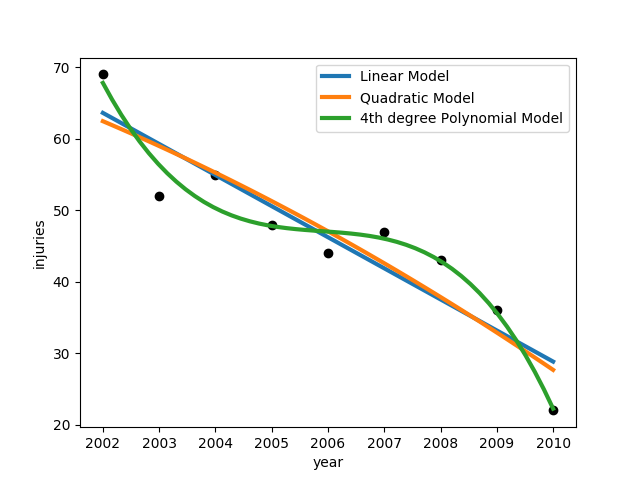 70
60
50
40
30
20
injuries
Linear Model
Quadratic Model
4th degree Polynomial Model
2002 2003 2004 2005 2006 2007 2008 2009 2010
year